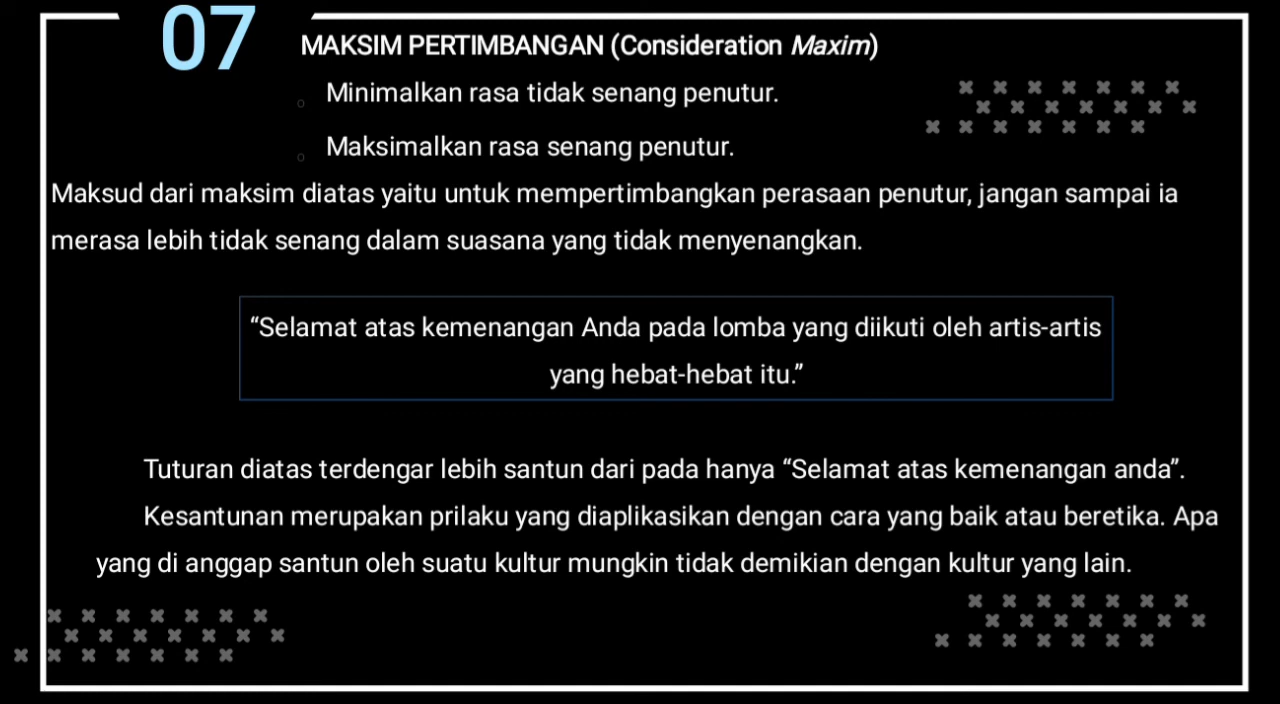 07
MAKSIM PERTIMBANGAN (Consideration Maxim)
o Minimalkan rasa tidak senang penutur.
o Maksimalkan rasa senang penutur.
Maksud dari maksim diatas yaitu untuk mempertimbangkan perasaan penutur, jangan sampai ia
merasa lebih tidak senang dalam suasana yang tidak menyenangkan.
“Selamat atas kemenangan Anda pada lomba yang diikuti oleh artis-artis
yang hebat-hebat itu.”
Tuturan diatas terdengar lebih santun dari pada hanya “Selamat atas kemenangan anda”.
Kesantunan merupakan prilaku yang diaplikasikan dengan cara yang baik atau beretika. Apa
yang di anggap santun oleh suatu kultur mungkin tidak demikian dengan kultur yang lain.